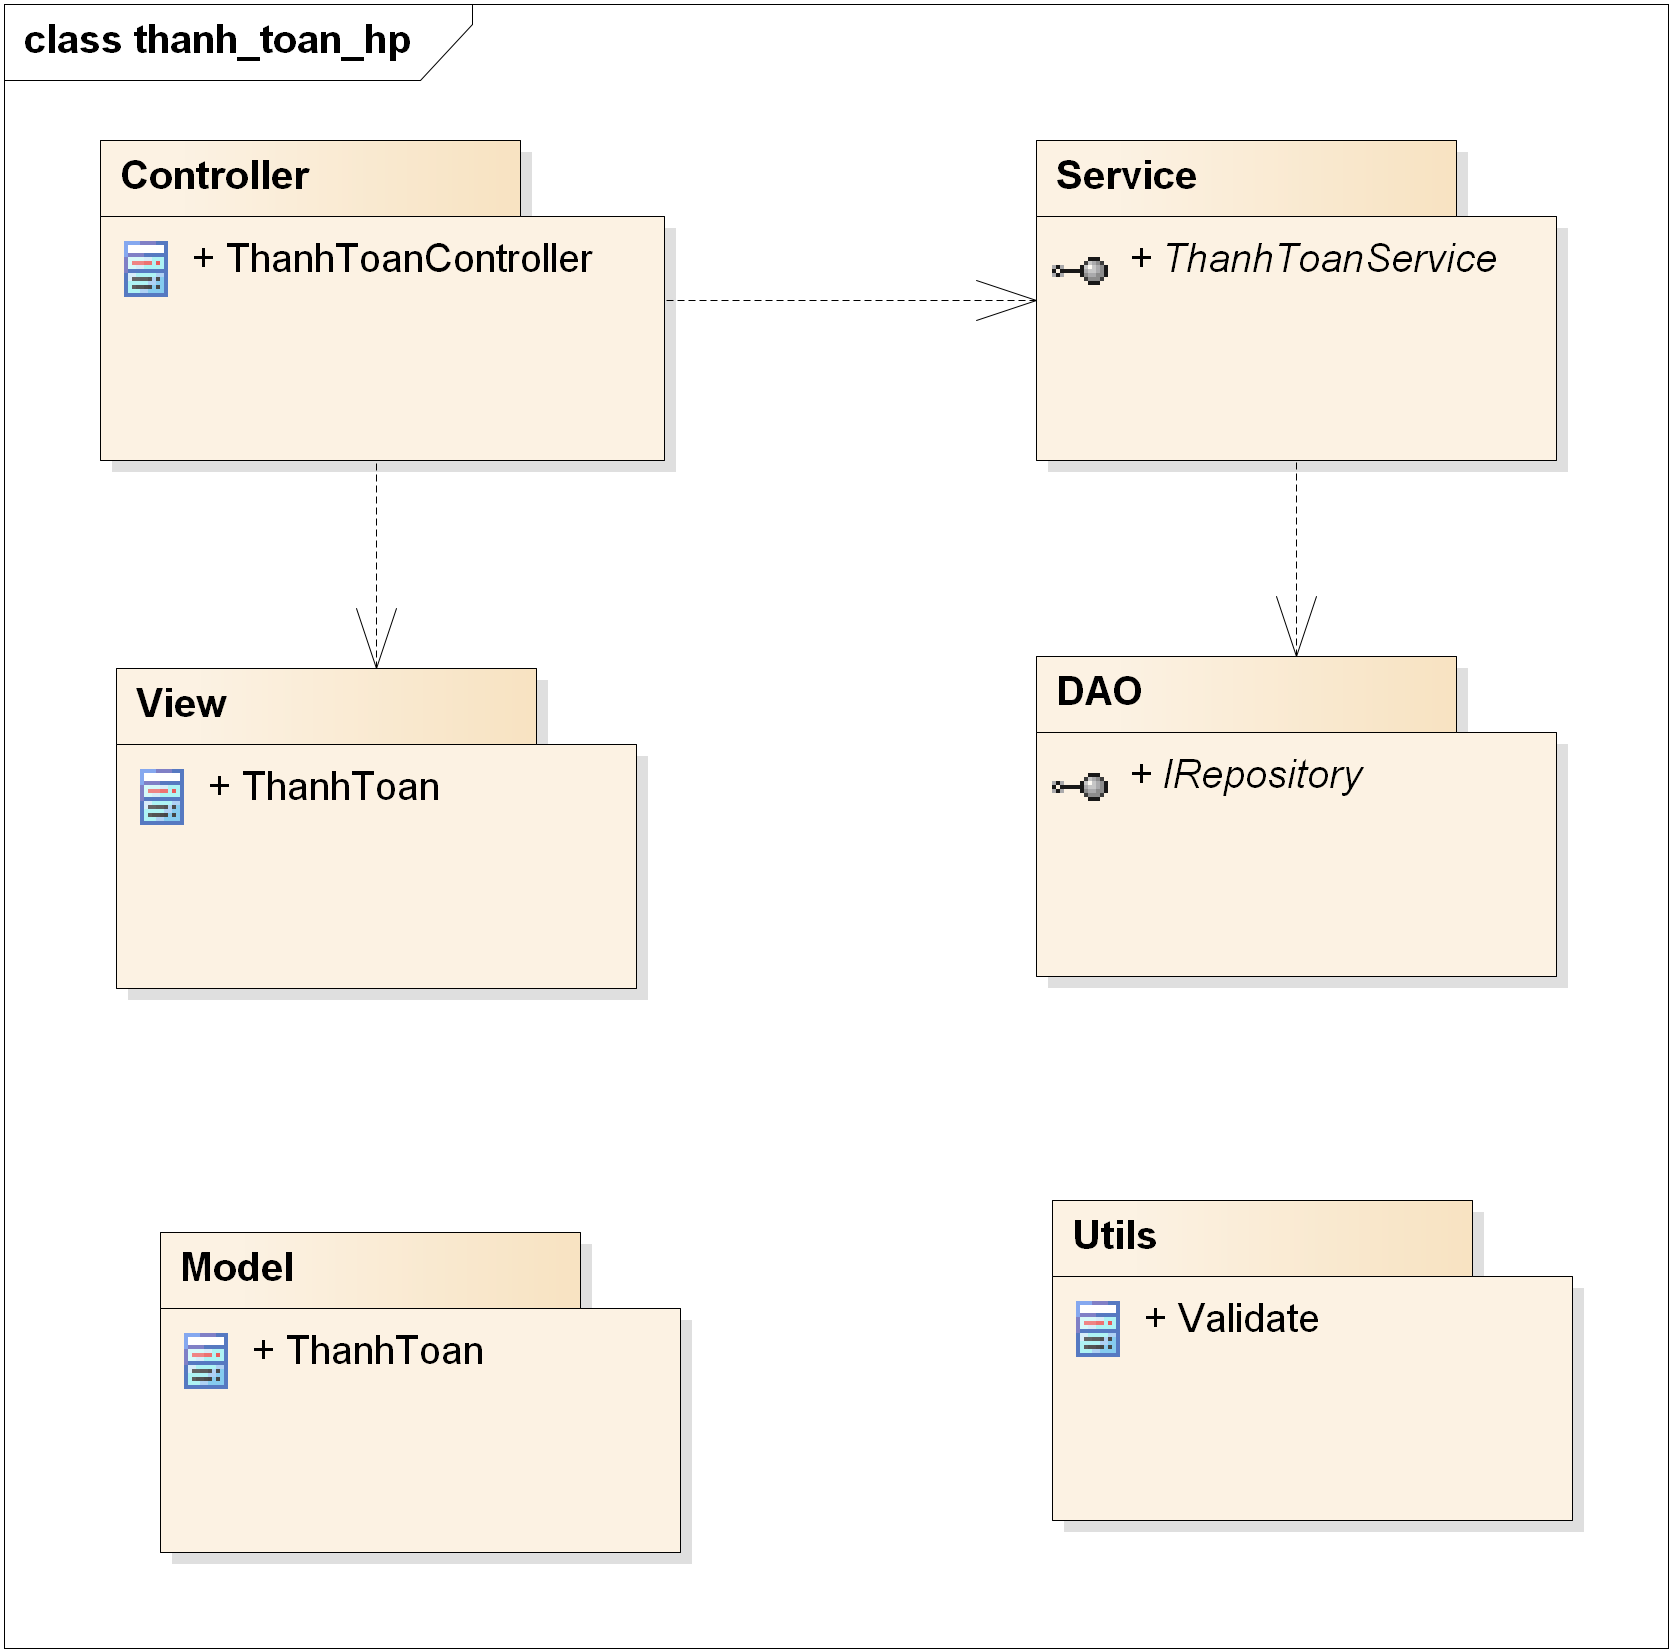 class thanh_toan_hp
Controller
+ ThanhToanController
Service
+ ThanhToanService
View
+ ThanhToan
DAO
+ IRepository
Model
+ ThanhToan
Utils
+ Validate